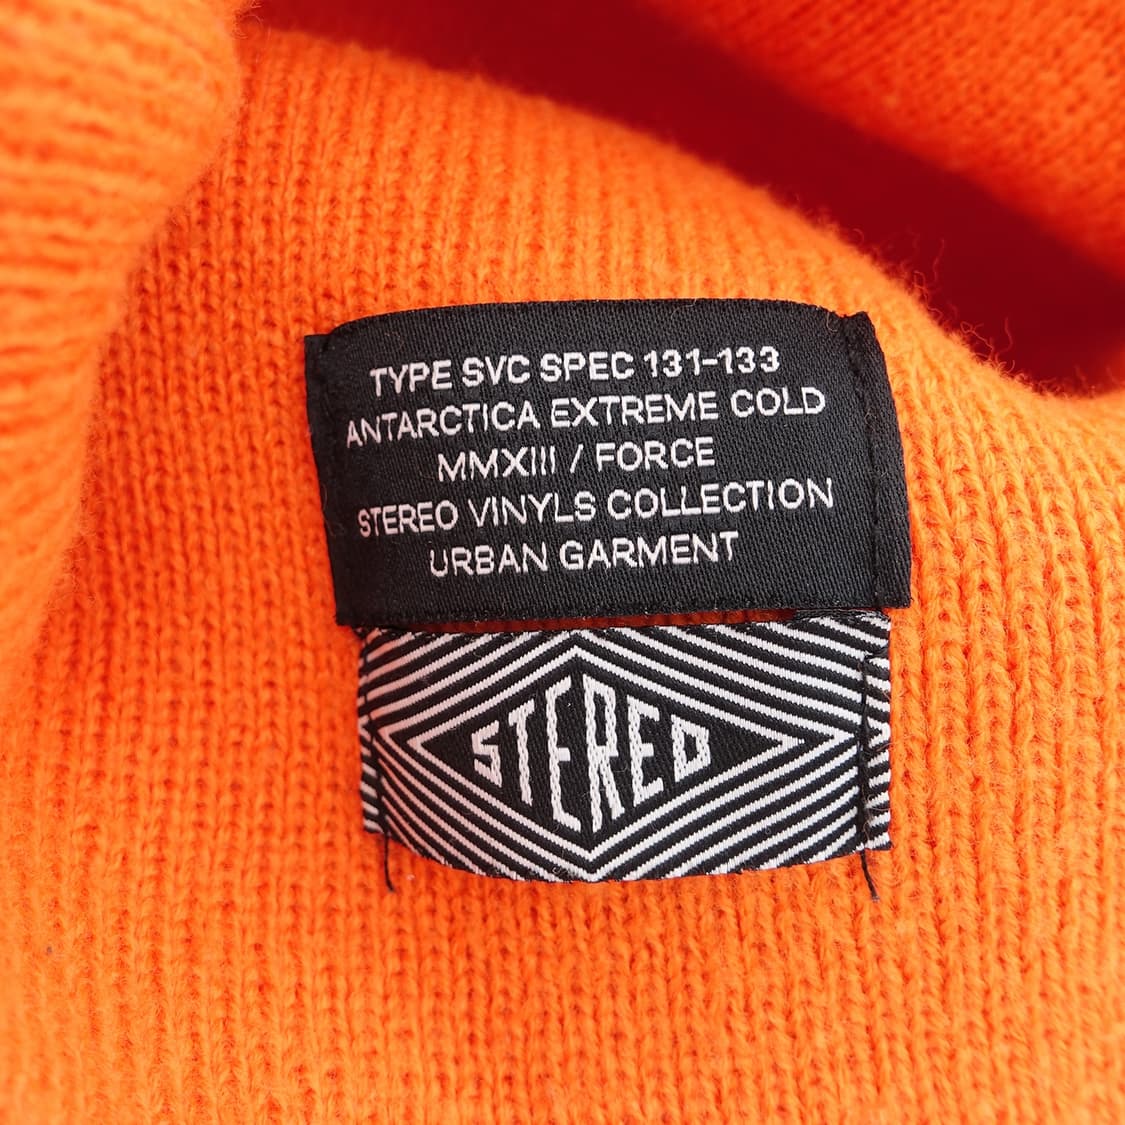 TYPE SVC SPEC 131-133
ANTARCTICA EXTREME COLD
MMXIII / FORCE
STEREO VINYLS COLLECTION
URBAN GARMENT
STEREO